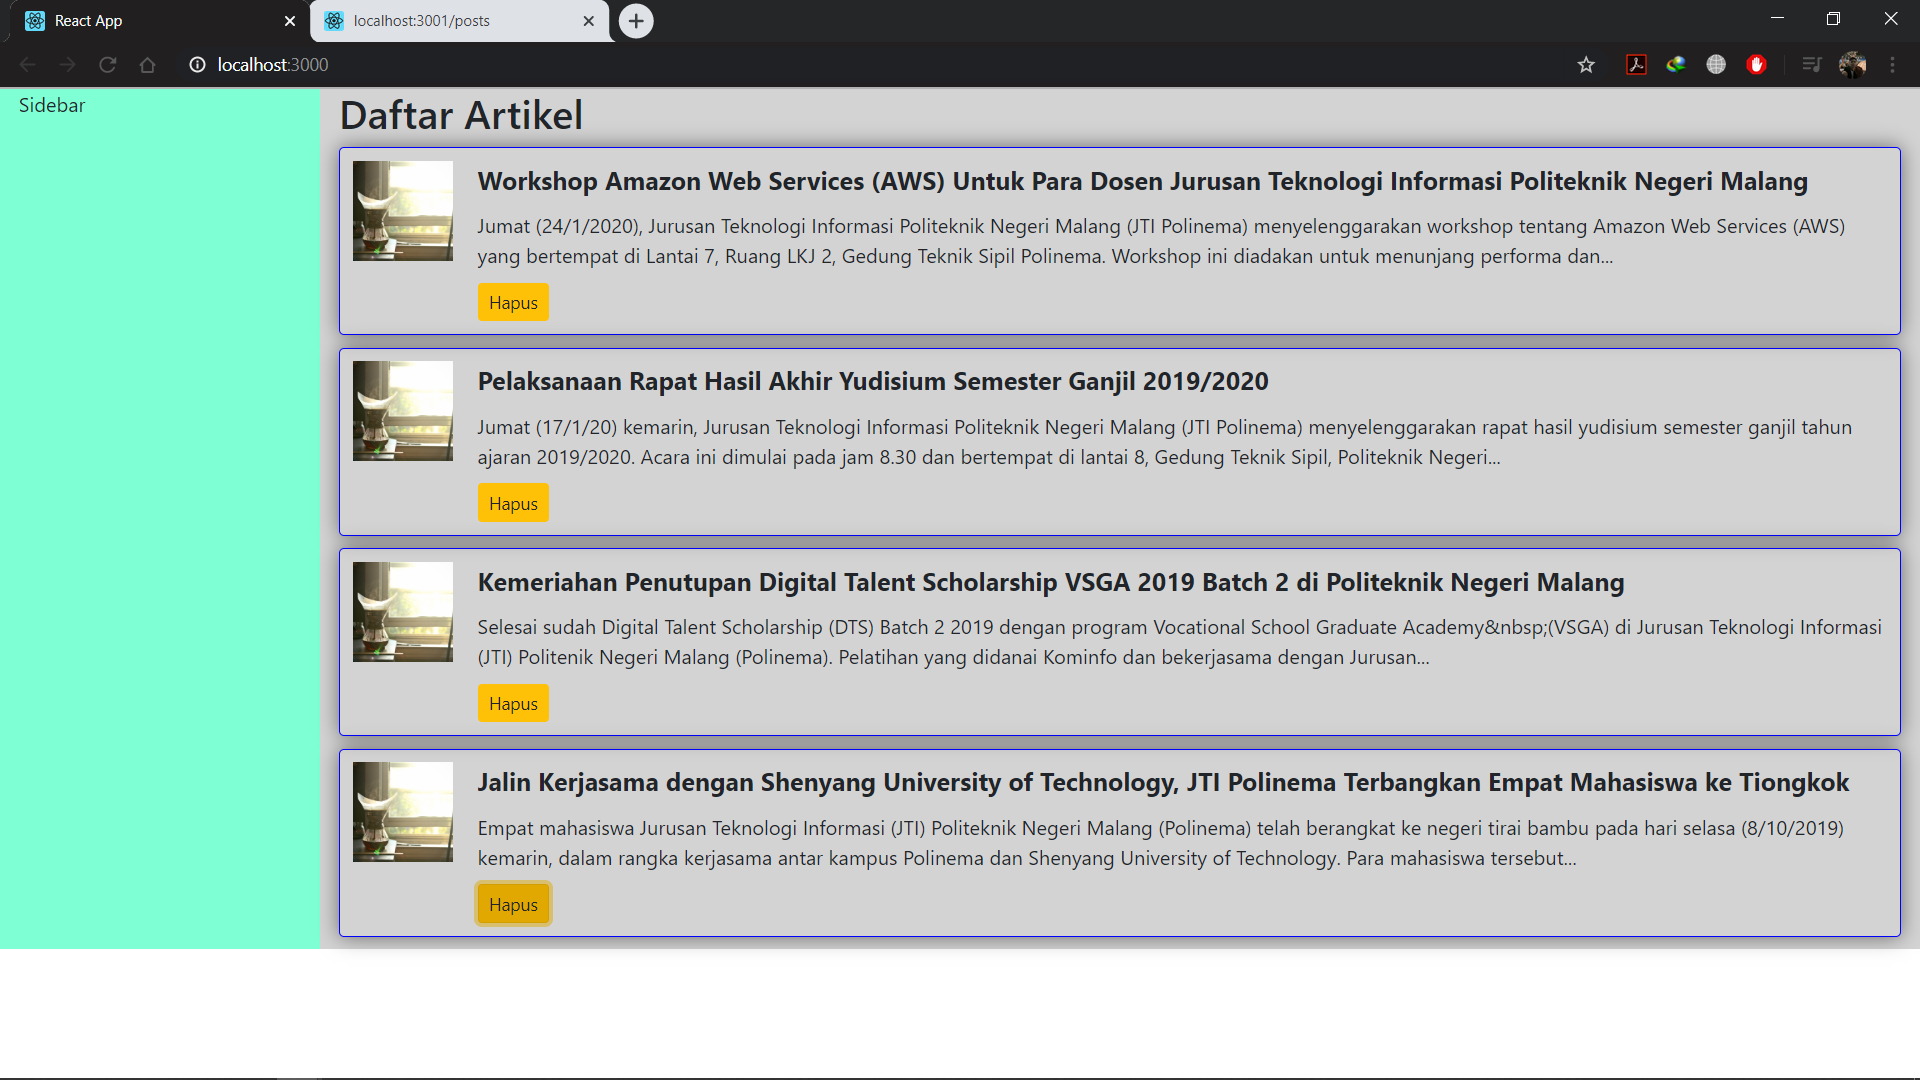 React App
localhost:3001/posts
localhost:3000
Sidebar
Daftar Artikel
Workshop Amazon Web Services (AWS) Untuk Para Dosen Jurusan Teknologi Informasi Politeknik Negeri Malang
Jumat (24/1/2020), Jurusan Teknologi Informasi Politeknik Negeri Malang (JTI Polinema) menyelenggarakan workshop tentang Amazon Web Services (AWS)
yang bertempat di Lantai 7, Ruang LKJ 2, Gedung Teknik Sipil Polinema. Workshop ini diadakan untuk menunjang performa dan...
Hapus
Pelaksanaan Rapat Hasil Akhir Yudisium Semester Ganjil 2019/2020
Jumat (17/1/20) kemarin, Jurusan Teknologi Informasi Politeknik Negeri Malang (JTI Polinema) menyelenggarakan rapat hasil yudisium semester ganjil tahun
ajaran 2019/2020. Acara ini dimulai pada jam 8.30 dan bertempat di lantai 8, Gedung Teknik Sipil, Politeknik Negeri...
Hapus
Kemeriahan Penutupan Digital Talent Scholarship VSGA 2019 Batch 2 di Politeknik Negeri Malang
Selesai sudah Digital Talent Scholarship (DTS) Batch 2 2019 dengan program Vocational School Graduate Academy&nbsp;(VSGA) di Jurusan Teknologi Informasi
(JTI) Politenik Negeri Malang (Polinema). Pelatihan yang didanai Kominfo dan bekerjasama dengan Jurusan...
Hapus
Jalin Kerjasama dengan Shenyang University of Technology, JTI Polinema Terbangkan Empat Mahasiswa ke Tiongkok
Empat mahasiswa Jurusan Teknologi Informasi (JTI) Politeknik Negeri Malang (Polinema) telah berangkat ke negeri tirai bambu pada hari selasa (8/10/2019)
kemarin, dalam rangka kerjasama antar kampus Polinema dan Shenyang University of Technology. Para mahasiswa tersebut...
Hapus